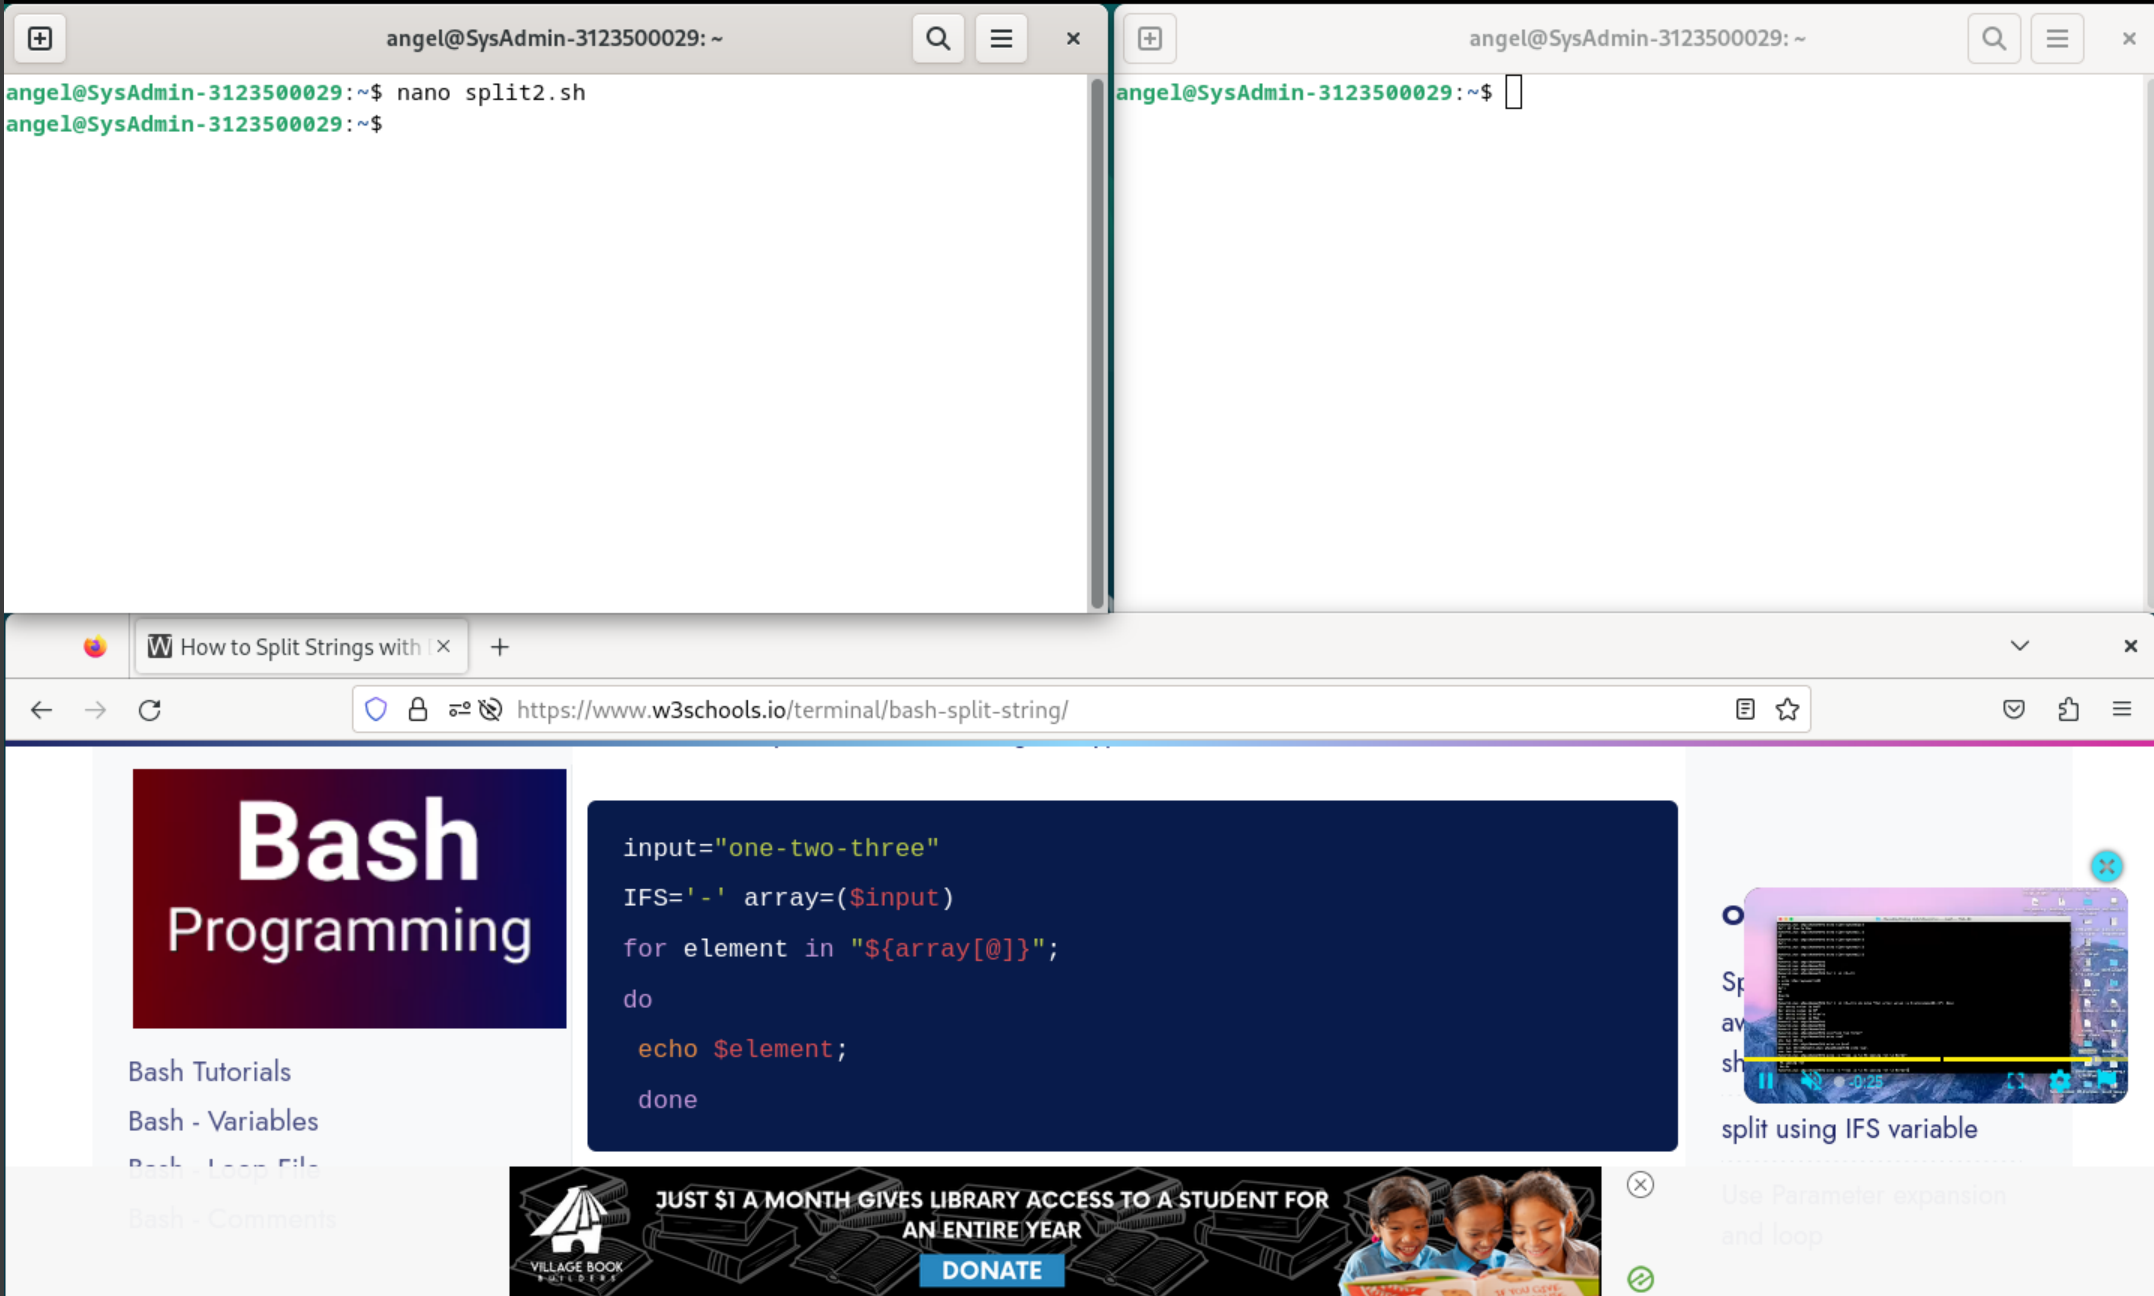 angel@SysAdmin-3123500029: ~
angel@SysAdmin-3123500029:~$ nano split2.sh
angel@SysAdmin-3123500029:~$
angel@SysAdmin-3123500029: ~
angel@SysAdmin-3123500029:~$
How to Split Strings with
https://www.w3schools.io/terminal/bash-split-string/
Bash
Programming
Bash Tutorials
Bash - Variables
Bash - Loop File
Bash - Comments
input="one-two-three"
IFS='-' array=($input)
for element in "${array[@]}";
do
echo $element;
done
-0:25
split using IFS variable
Use Parameter expansion
and loop
VILLAGE BOOK
BUILDERS
JUST $1 A MONTH GIVES LIBRARY ACCESS TO A STUDENT FOR
AN ENTIRE YEAR
DONATE